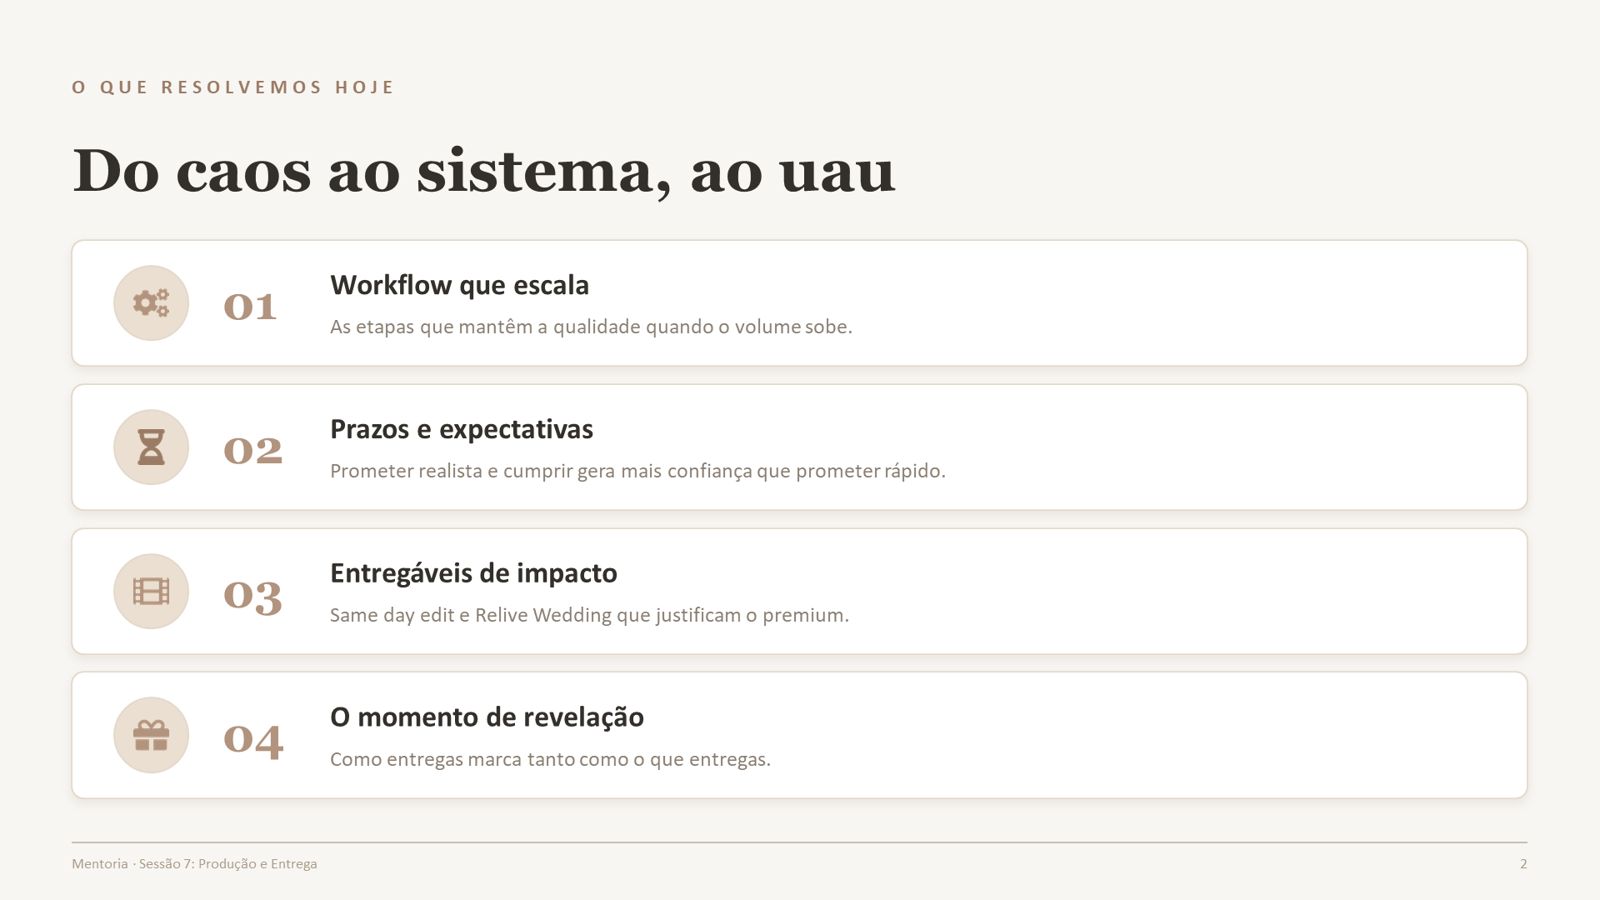 O QUE RESOLVEMOS HOJE
Do caos ao sistema, ao uau
01
Workflow que escala
As etapas que mantêm a qualidade quando o volume sobe.
02
Prazos e expectativas
Prometer realista e cumprir gera mais confiança que prometer rápido.
03
Entregáveis de impacto
Same day edit e Relive Wedding que justificam o premium.
04
O momento de revelação
Como entregas marca tanto como o que entregas.
Mentoria · Sessão 7: Produção e Entrega
2